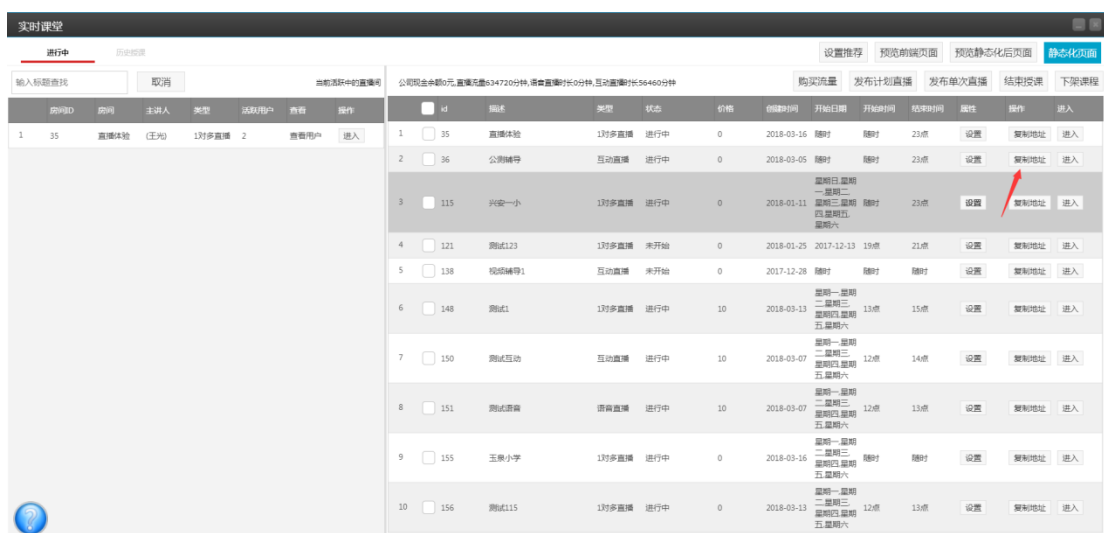 实时课堂
进行中 历史授课 设置推荐 预览前端页面 预览静态化后页面 静态化页面
输入标题查找 取消 当前活跃中的直播间 公司现金余额0元,直播流量634720分钟,语音直播时长0分钟,互动直播时长56460分钟 购买流量 发布计划直播 发布单次直播 结束授课 下架课程
房间ID 房间 主讲人 类型 活跃用户 查看 操作
1 35 直播体验 (王光) 1对多直播 2 查看用户 进入
id 描述 类型 状态 价格 创建时间 开始日期 开始时间 结束时间 属性 操作 进入
1 35 直播体验 1对多直播 进行中 0 2018-03-16 随时 随时 23点 设置 复制地址 进入
2 36 公测辅导 互动直播 进行中 0 2018-03-05 随时 随时 23点 设置 复制地址 进入
星期日,星期
一,星期二,
3 115 兴安一小 1对多直播 进行中 0 2018-01-11 星期三,星期 随时 23点 设置 复制地址 进入
四,星期五,
星期六
4 121 测试123 1对多直播 未开始 0 2018-01-25 2017-12-13 19点 21点 设置 复制地址 进入
5 138 视频辅导1 互动直播 未开始 0 2017-12-28 随时 随时 随时 设置 复制地址 进入
星期一,星期
二,星期三,
6 148 测试1 1对多直播 进行中 10 2018-03-13 星期四,星期 13点 15点 设置 复制地址 进入
五,星期六
星期一,星期
二,星期三,
7 150 测试互动 互动直播 进行中 10 2018-03-07 星期四,星期 12点 14点 设置 复制地址 进入
五,星期六
星期一,星期
二,星期三,
8 151 测试语音 语音直播 进行中 10 2018-03-07 星期四,星期 12点 13点 设置 复制地址 进入
五,星期六
星期一,星期
二,星期三,
9 155 玉泉小学 1对多直播 进行中 0 2018-03-16 星期四,星期 随时 随时 设置 复制地址 进入
五,星期六
星期一,星期
二,星期三,
10 156 测试115 1对多直播 进行中 0 2018-03-13 星期四,星期 12点 13点 设置 复制地址 进入
五,星期六